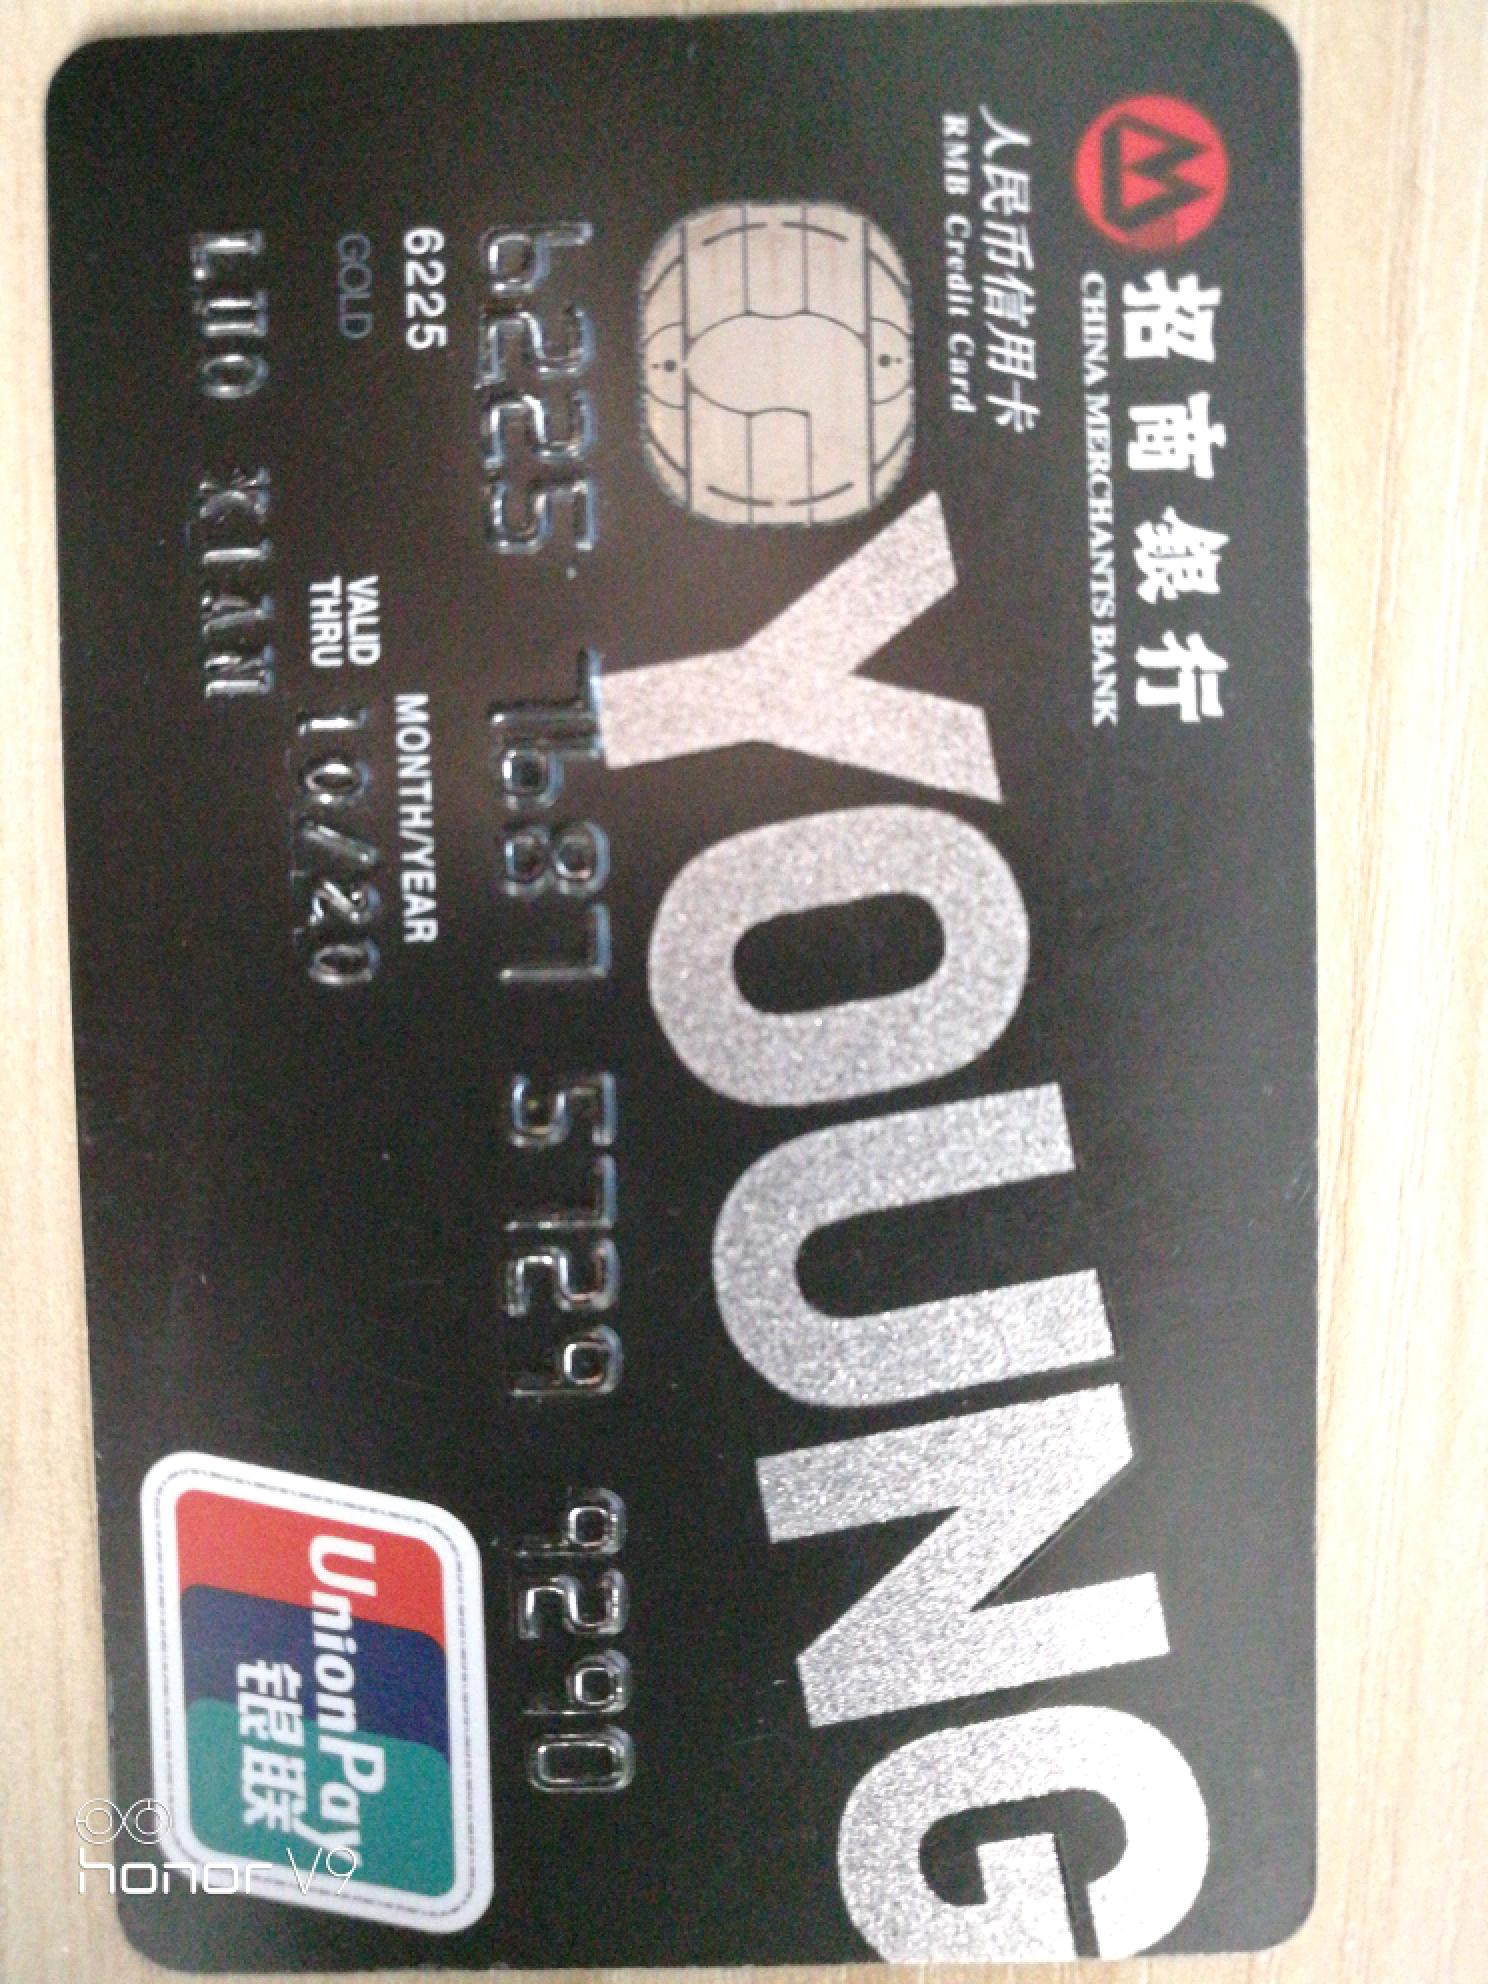 招商银行
CHINA MERCHANTS BANK
人民币信用卡
RMB Credit Card
YOUNG
6225 7687 5729 9290
6225
MONTH/YEAR
GOLD
VALID
THRU 10/20
LUO XIAN
UnionPay
银联
honor V9